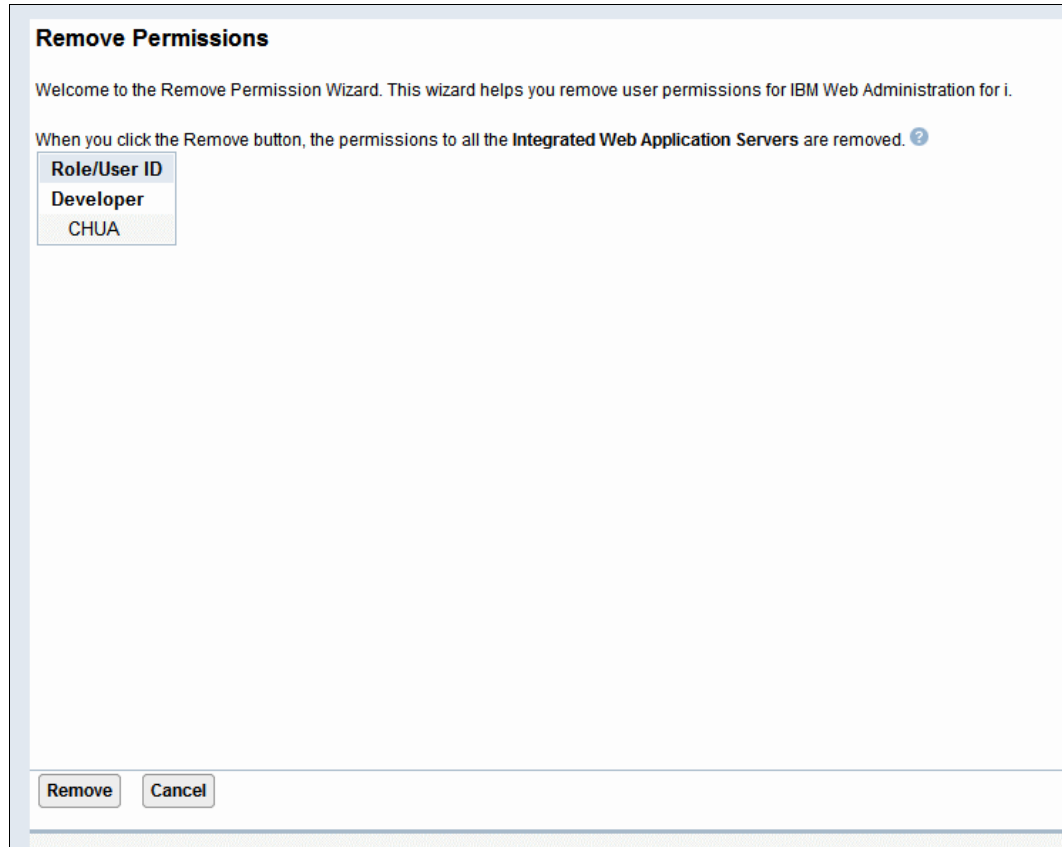 Remove Permissions
Welcome to the Remove Permission Wizard. This wizard helps you remove user permissions for IBM Web Administration for i.
When you click the Remove button, the permissions to all the Integrated Web Application Servers are removed. ?
Role/User ID
Developer
CHUA
Remove Cancel